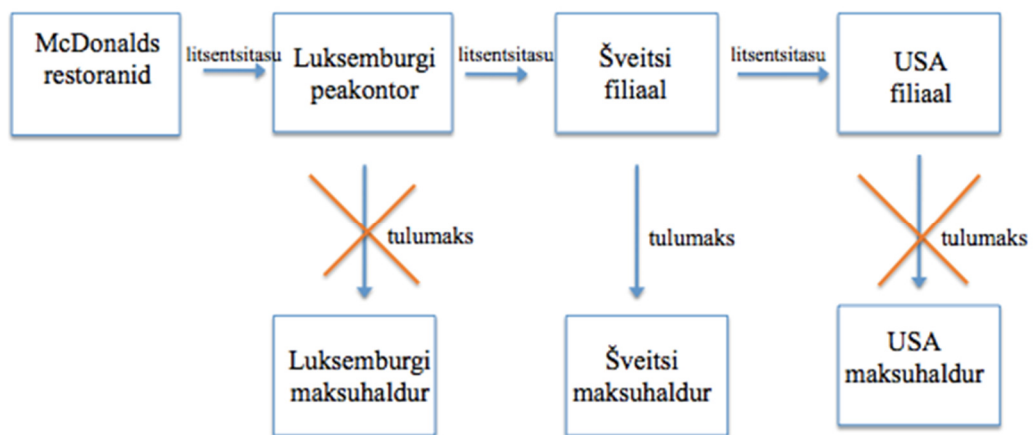 McDonalds
restoranid
litsentsitasu
Luksemburgi
peakontor
litsentsitasu
Šveitsi
filiaal
litsentsitasu
USA
filiaal
tulumaks
tulumaks
tulumaks
Luksemburgi
maksuhaldur
Šveitsi
maksuhaldur
USA
maksuhaldur